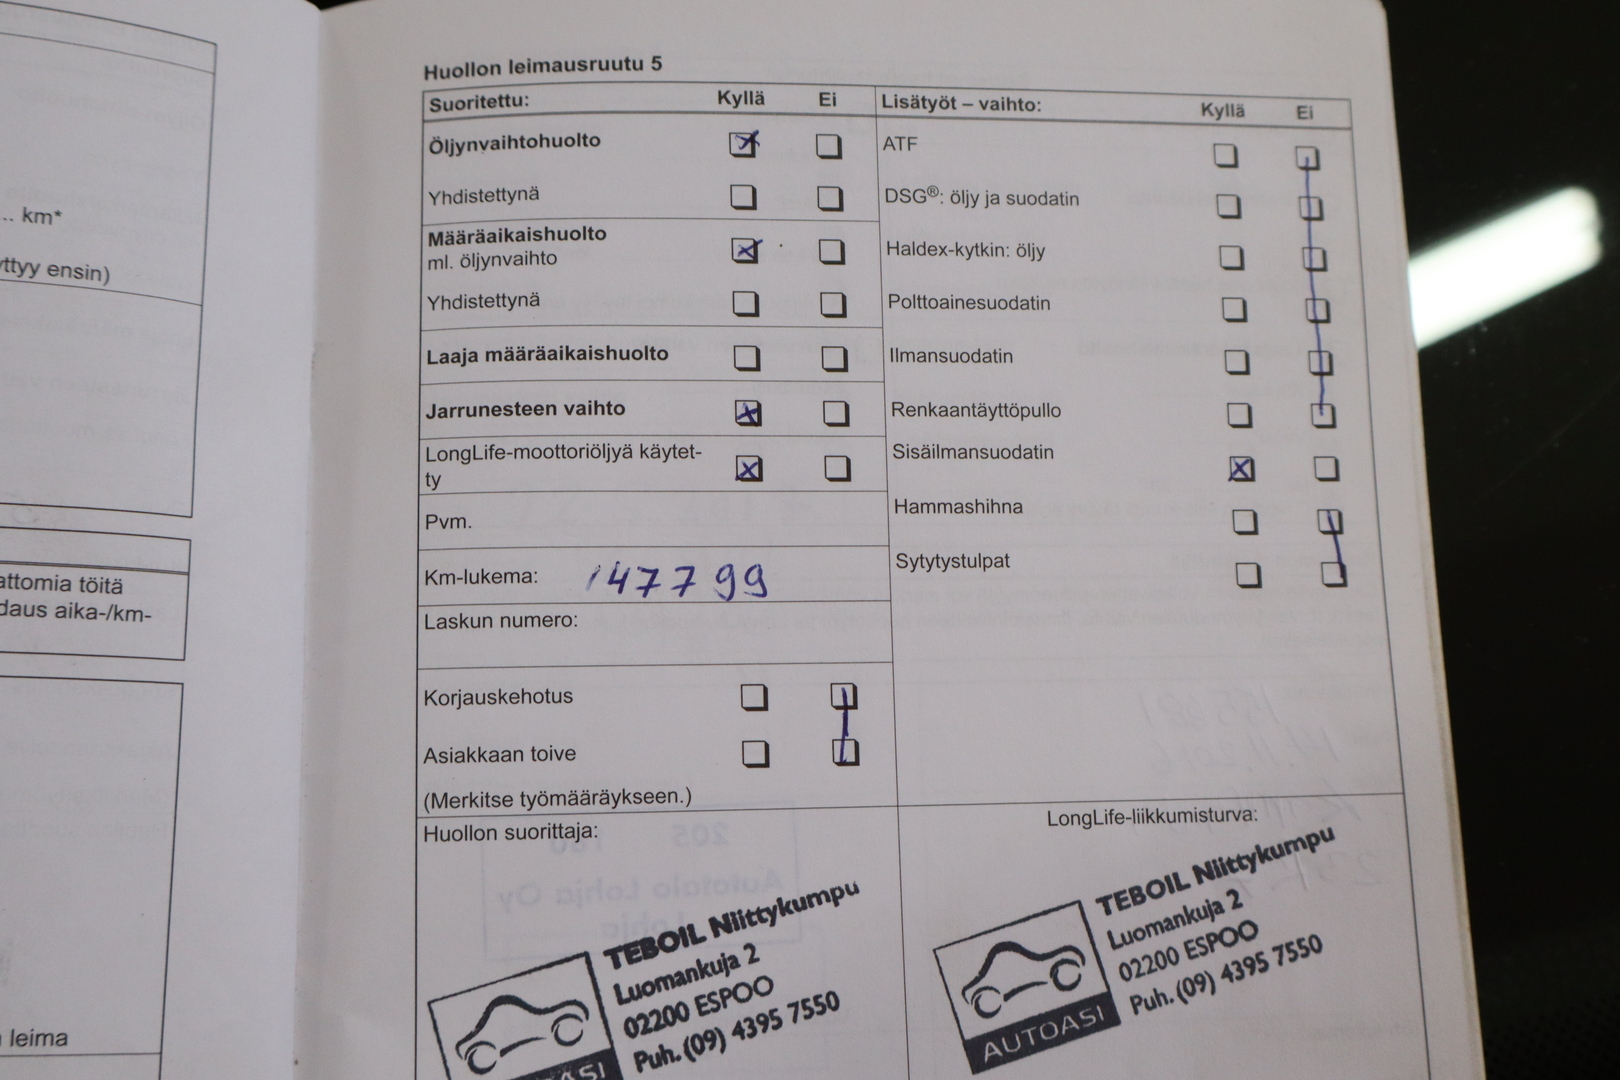 ... km*
yttyy ensin)
attomia töitä
daus aika-/km-
leima
Huollon leimausruutu 5
Suoritettu: Kyllä Ei
Öljynvaihtohuolto
Yhdistettynä
Määräaikaishuolto
ml. öljynvaihto
Yhdistettynä
Laaja määräaikaishuolto
Jarrunesteen vaihto
LongLife-moottoriöljyä käytet-
ty
Pvm.
Km-lukema: 147799
Laskun numero:
Korjauskehotus
Asiakkaan toive
(Merkitse työmääräykseen.)
Lisätyöt – vaihto: Kyllä Ei
ATF
DSG®: öljy ja suodatin
Haldex-kytkin: öljy
Polttoainesuodatin
Ilmansuodatin
Renkaantäyttöpullo
Sisäilmansuodatin
Hammashihna
Sytytystulpat
Huollon suorittaja:
TEBOIL Niittykumpu
Luomankuja 2
02200 ESPOO
Puh. (09) 4395 7550
LongLife-liikkumisturva:
TEBOIL Niittykumpu
Luomankuja 2
02200 ESPOO
Puh. (09) 4395 7550
AUTOASI